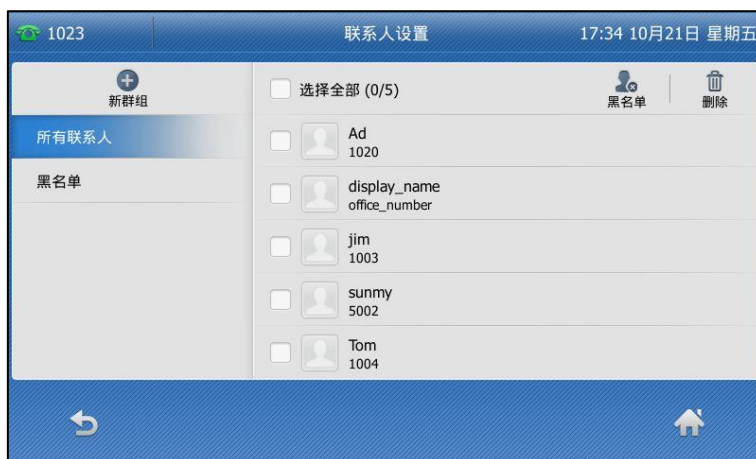 1023
联系人设置
17:34 10月21日 星期五
新群组
选择全部 (0/5)
黑名单
删除
所有联系人
黑名单
Ad
1020
display_name
office_number
jim
1003
sunmy
5002
Tom
1004